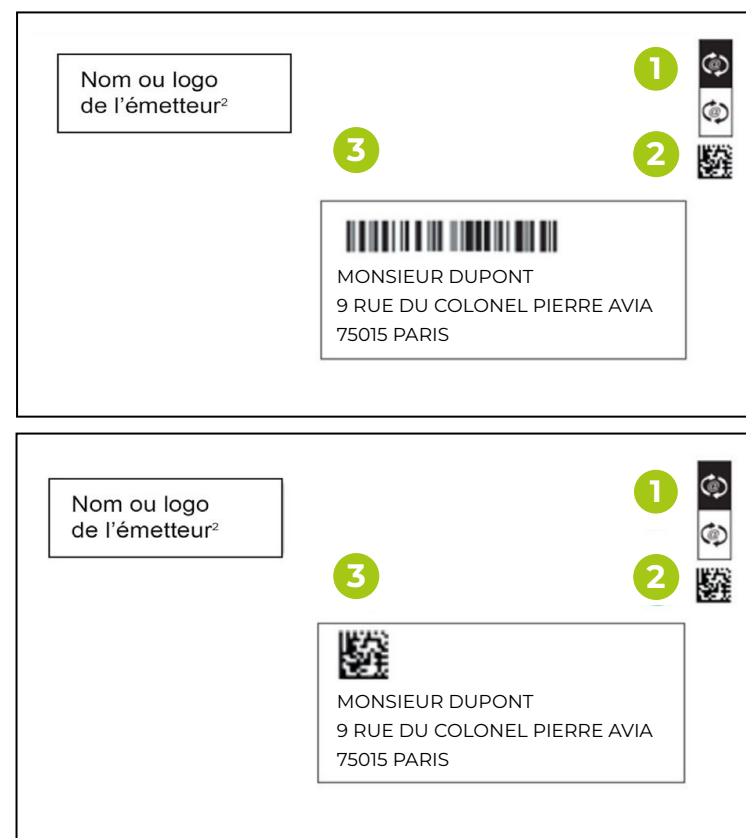 Nom ou logo
de l'émetteur²
1
@
@
3
2
MONSIEUR DUPONT
9 RUE DU COLONEL PIERRE AVIA
75015 PARIS
Nom ou logo
de l'émetteur²
1
@
@
3
2
MONSIEUR DUPONT
9 RUE DU COLONEL PIERRE AVIA
75015 PARIS